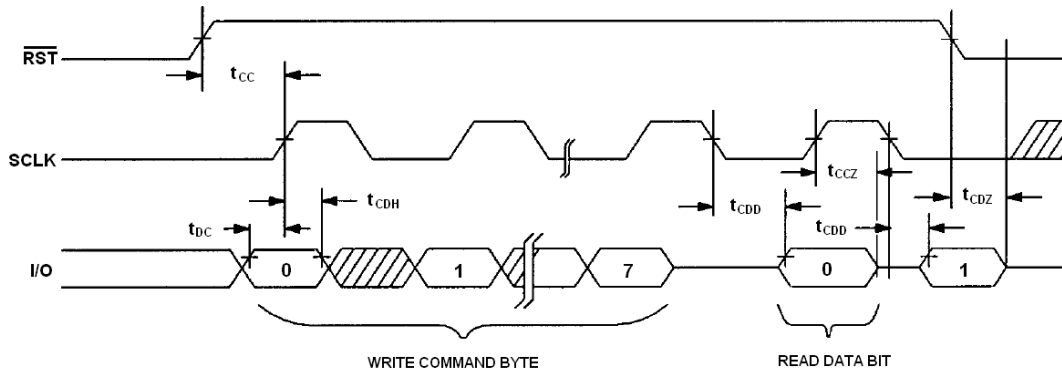 RST
tCC
SCLK
tCCZ
tCDH
tCDD
tCDZ
tDC
tCDD
I/O
0
1
7
0
1
WRITE COMMAND BYTE
READ DATA BIT